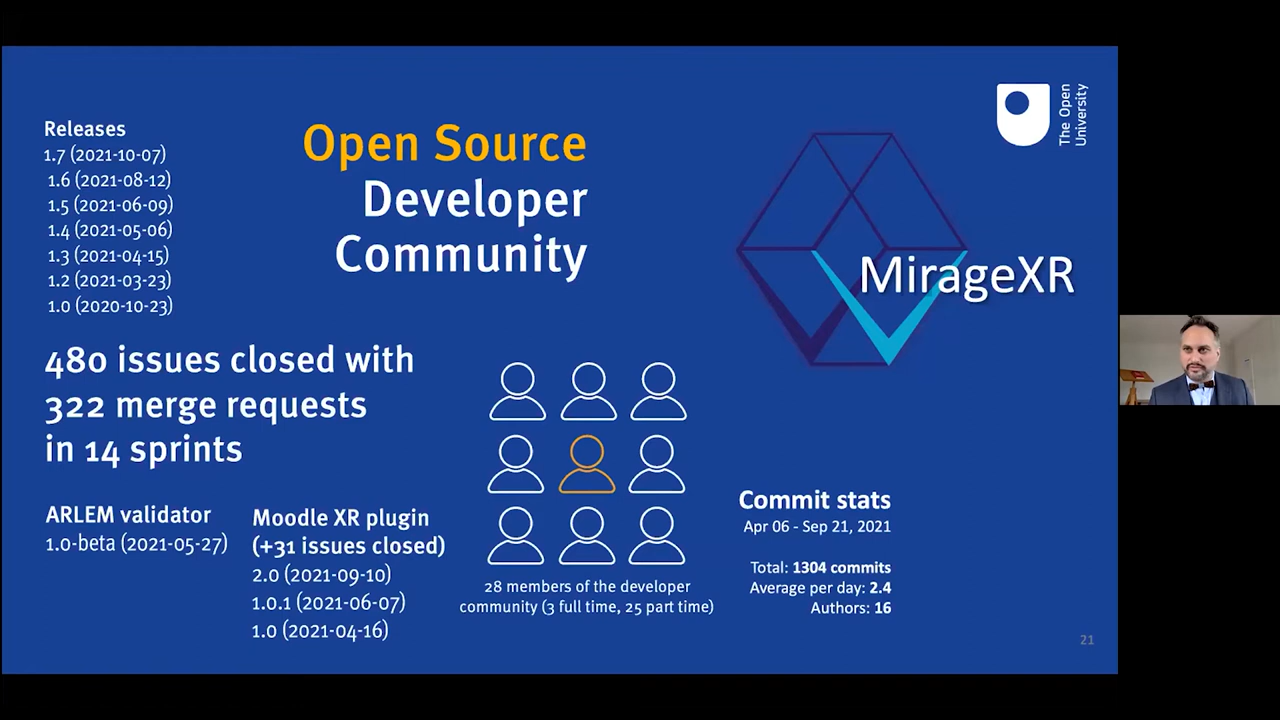 Releases
1.7 (2021-10-07)
1.6 (2021-08-12)
1.5 (2021-06-09)
1.4 (2021-05-06)
1.3 (2021-04-15)
1.2 (2021-03-23)
1.0 (2020-10-23)
Open Source
Developer
Community
MirageXR
The Open
University
480 issues closed with
322 merge requests
in 14 sprints
ARLEM validator
1.0-beta (2021-05-27)
Moodle XR plugin
(+31 issues closed)
2.0 (2021-09-10)
1.0.1 (2021-06-07)
1.0 (2021-04-16)
28 members of the developer
community (3 full time, 25 part time)
Commit stats
Apr 06 - Sep 21, 2021
Total: 1304 commits
Average per day: 2.4
Authors: 16
21